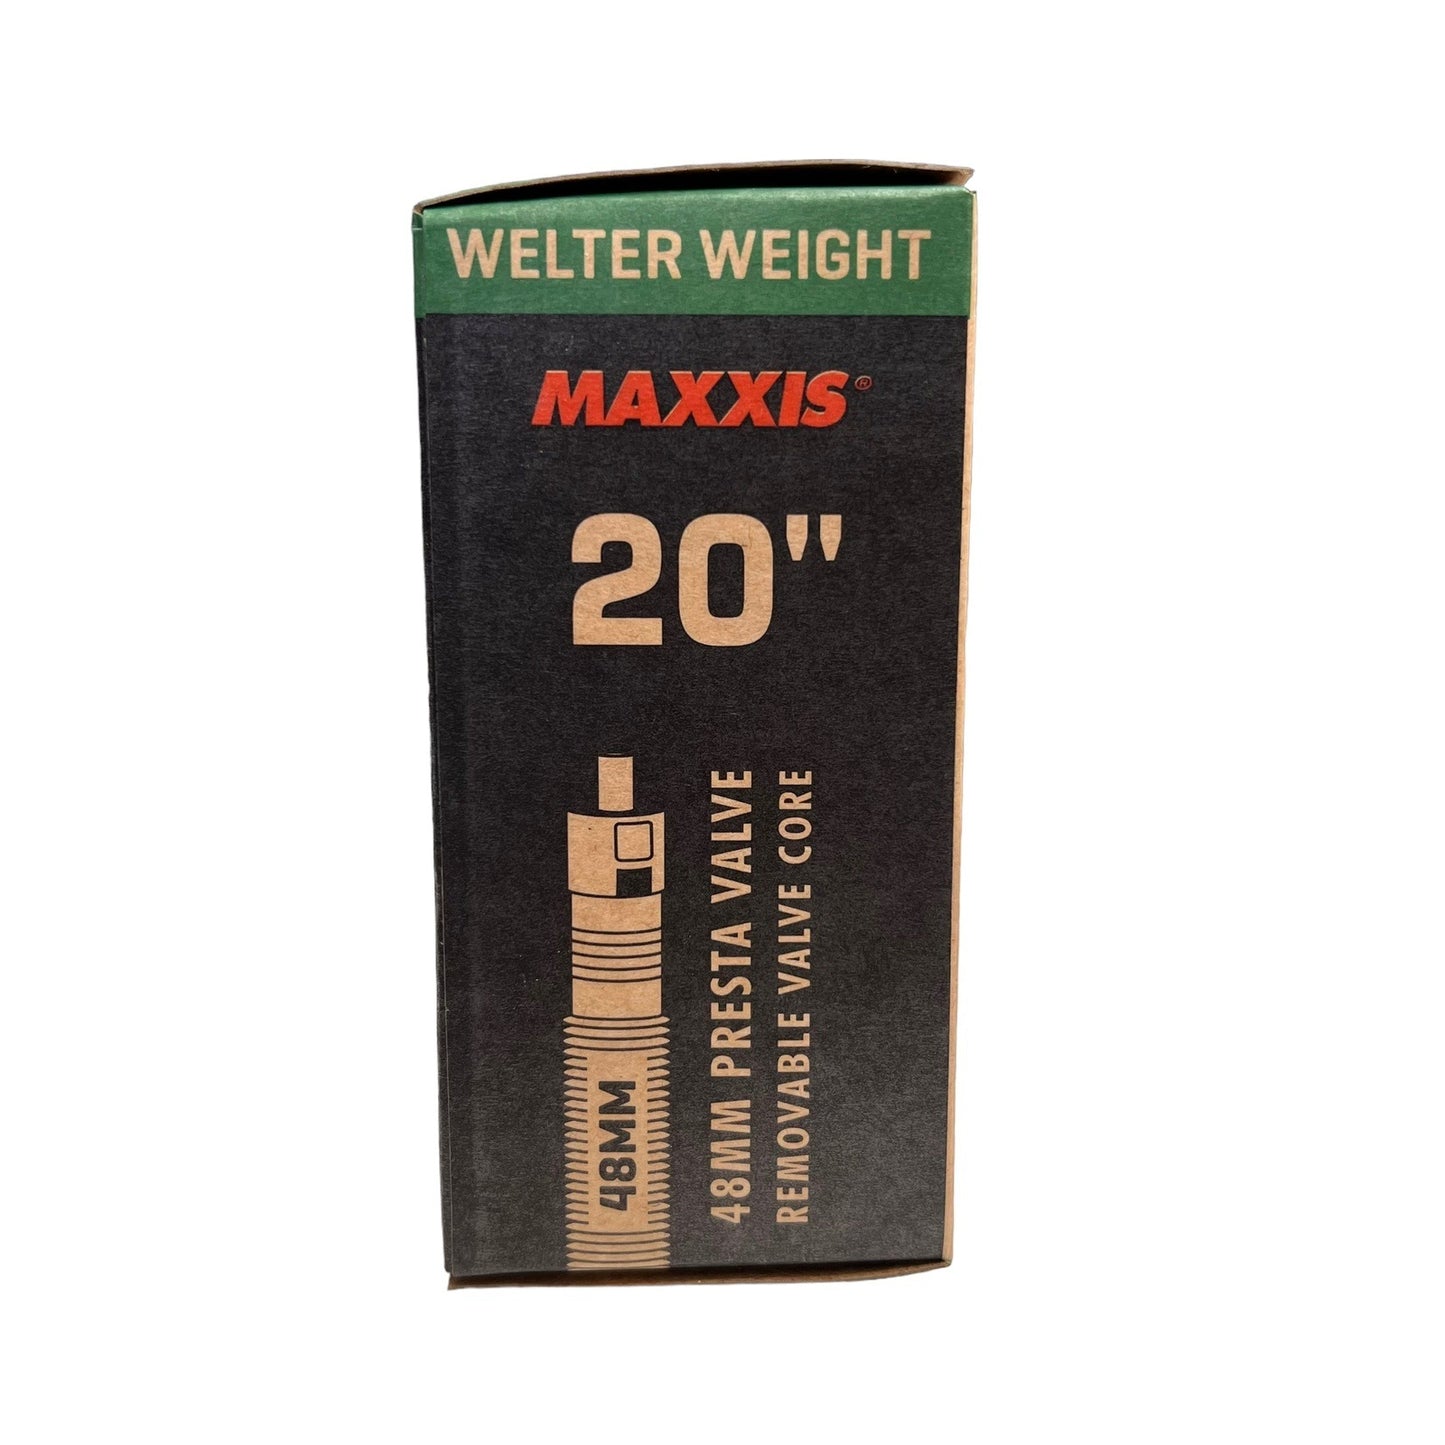 WELTER WEIGHT
MAXXIS®
20"
48MM
48MM PRESTA VALVE
REMOVABLE VALVE CORE